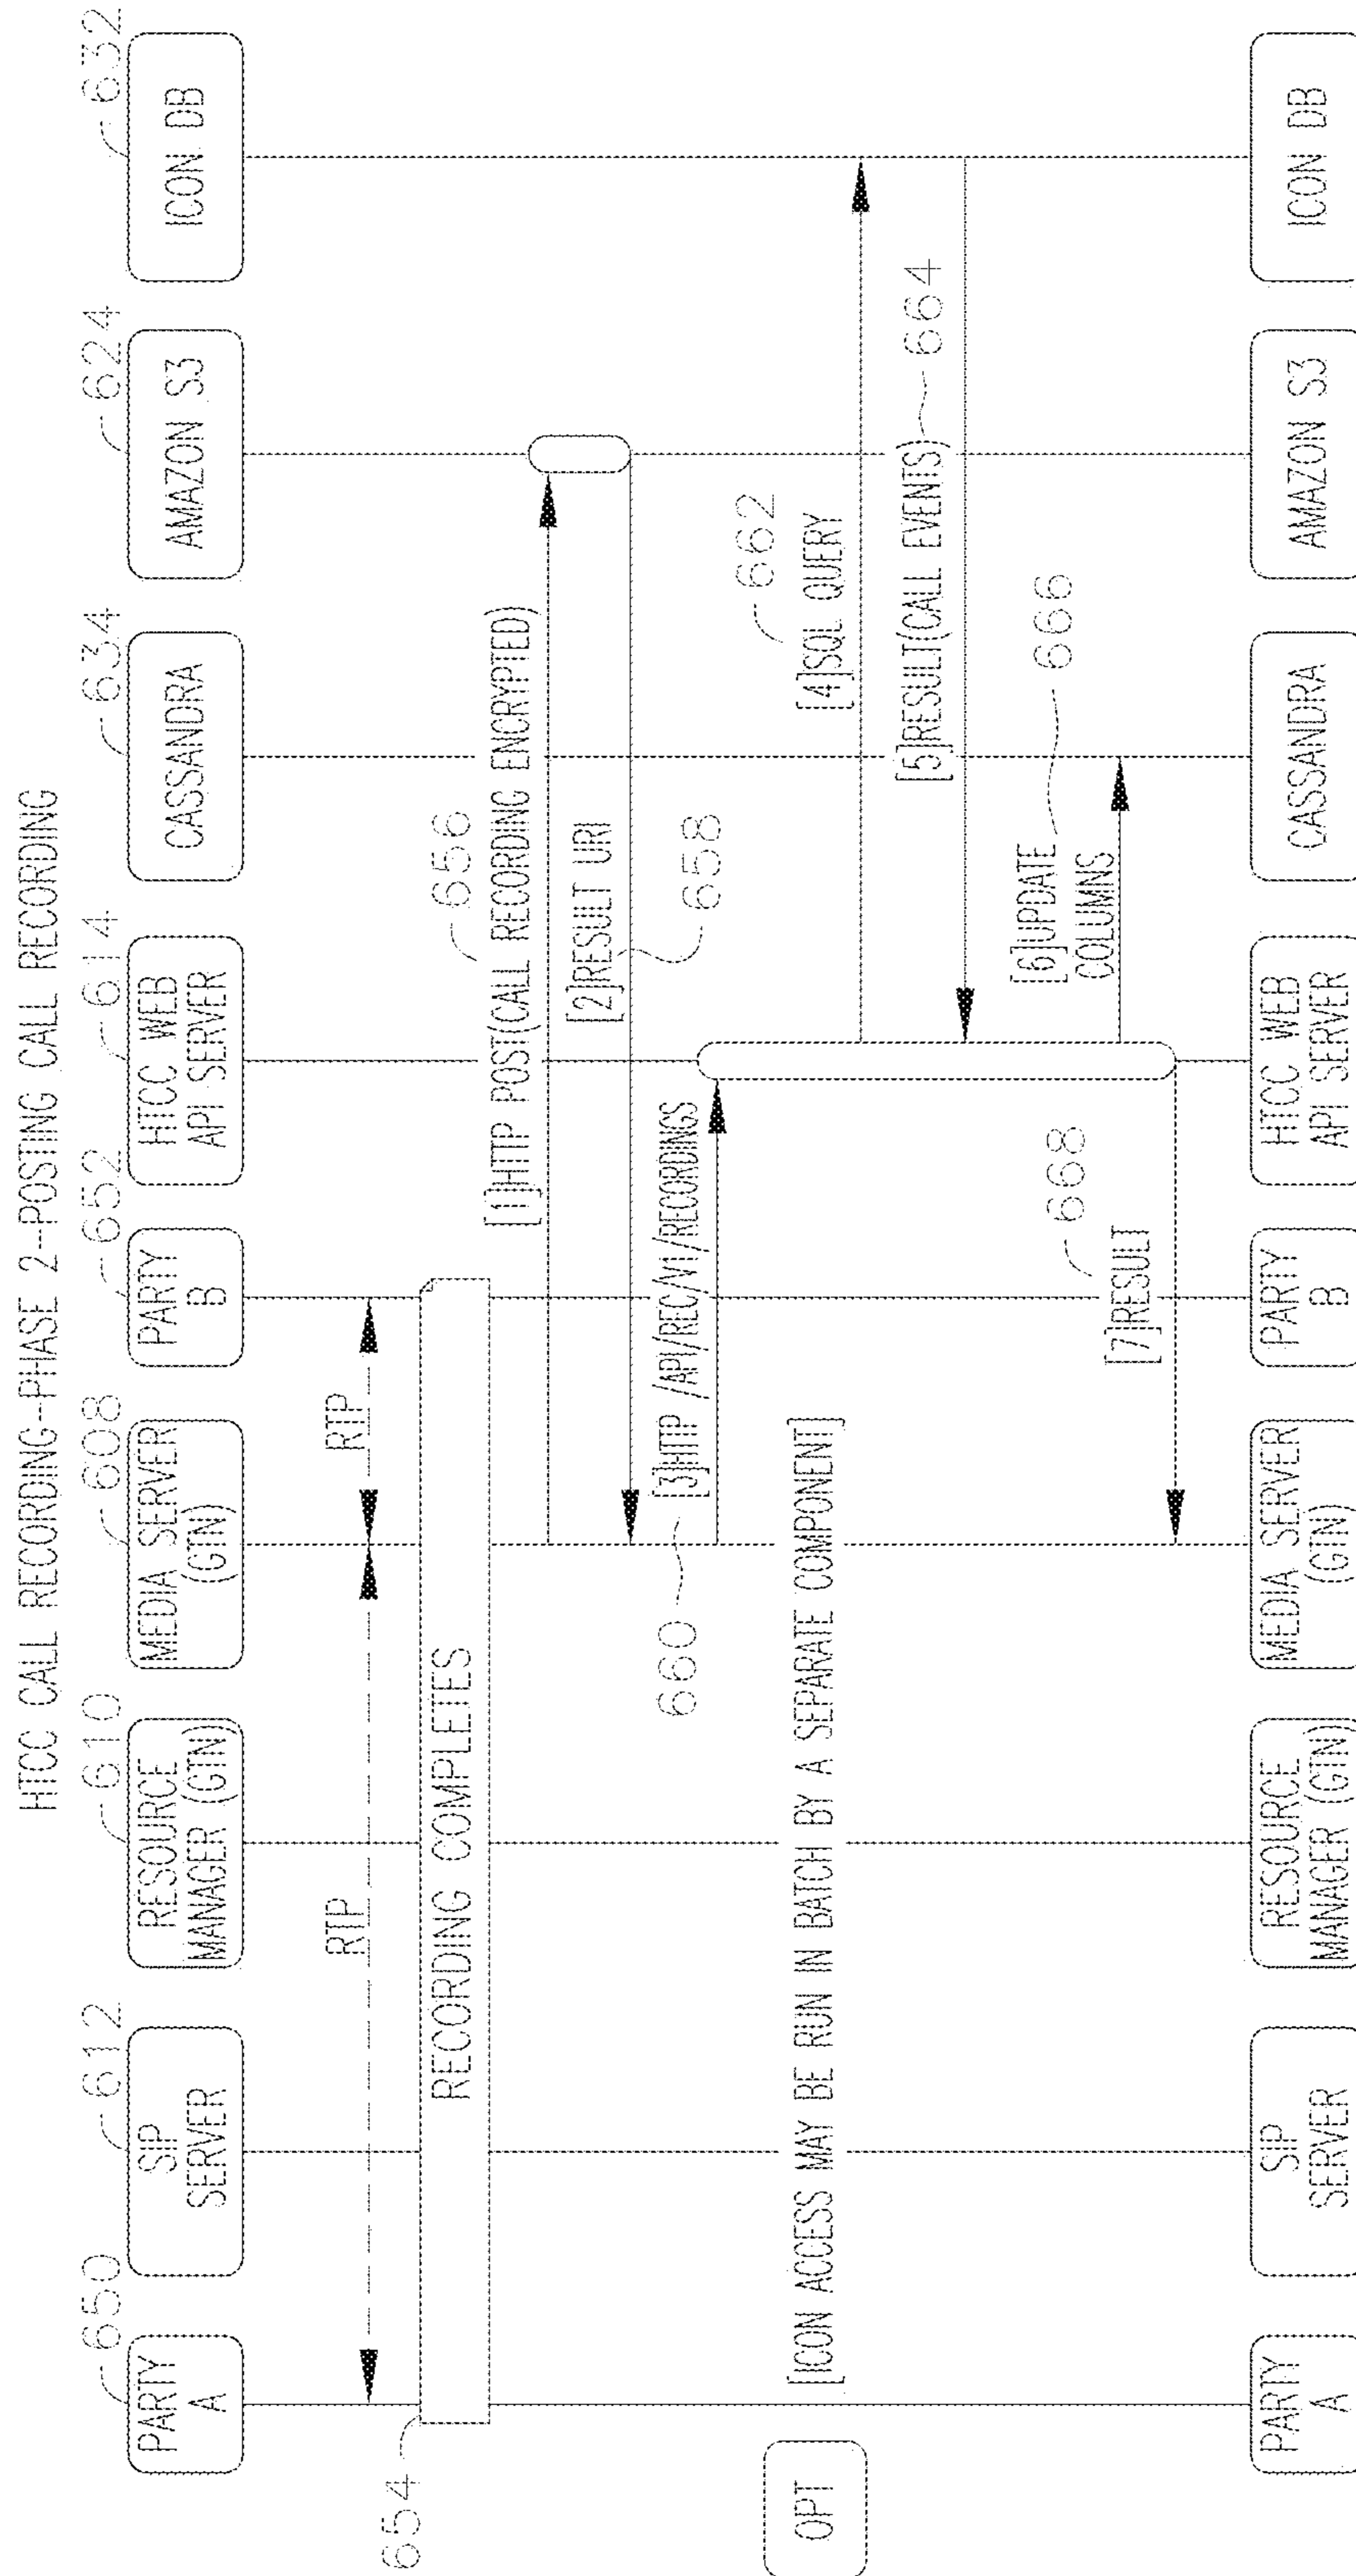 HTCC CALL RECORDING--PHASE 2--POSTING CALL RECORDING
650
612
610
608
652
614
634
624
632
PARTY
A
SIP
SERVER
RESOURCE
MANAGER (GTN)
MEDIA SERVER
(GTN)
PARTY
B
HTCC WEB
API SERVER
CASSANDRA
AMAZON S3
ICON DB
RTP
RTP
654
RECORDING COMPLETES
656
[1]HTTP POST(CALL RECORDING ENCRYPTED)
[2]RESULT URI
658
660
[3]HTTP /API/REC/V1/RECORDINGS
OPT
[ICON ACCESS MAY BE RUN IN BATCH BY A SEPARATE COMPONENT]
662
[4]SQL QUERY
[5]RESULT(CALL EVENTS)
664
[6]UPDATE
COLUMNS
666
668
[7]RESULT
PARTY
A
SIP
SERVER
RESOURCE
MANAGER (GTN)
MEDIA SERVER
(GTN)
PARTY
B
HTCC WEB
API SERVER
CASSANDRA
AMAZON S3
ICON DB